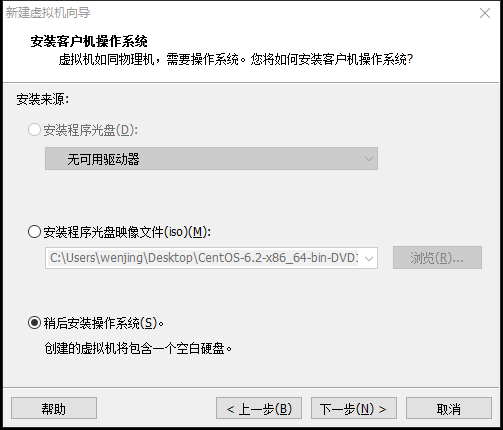 新建虚拟机向导
安装客户机操作系统
虚拟机如同物理机，需要操作系统。您将如何安装客户机操作系统?
安装来源:
安装程序光盘(D):
无可用驱动器
安装程序光盘映像文件(iso)(M):
C:\Users\wenjing\Desktop\CentOS-6.2-x86_64-bin-DVD1
浏览(R)...
稍后安装操作系统(S)。
创建的虚拟机将包含一个空白硬盘。
帮助
< 上一步(B)
下一步(N) >
取消